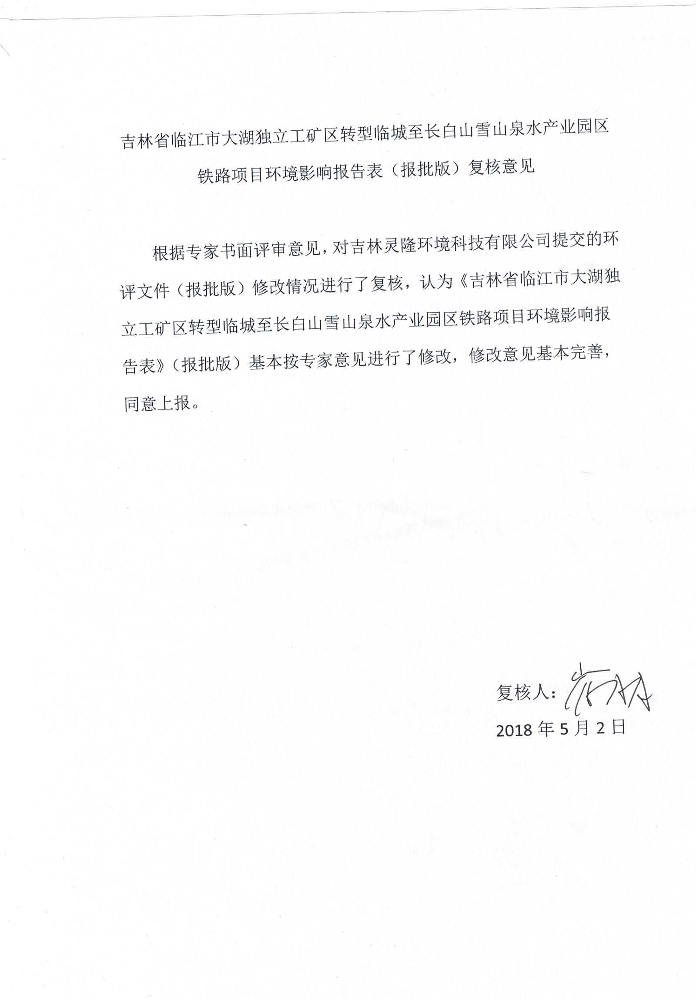 吉林省临江市大湖独立工矿区转型临城至长白山雪山泉水产业园区
铁路项目环境影响报告表（报批版）复核意见
根据专家书面评审意见，对吉林灵隆环境科技有限公司提交的环
评文件（报批版）修改情况进行了复核，认为《吉林省临江市大湖独
立工矿区转型临城至长白山雪山泉水产业园区铁路项目环境影响报
告表》（报批版）基本按专家意见进行了修改，修改意见基本完善，
同意上报。
复核人：
2018 年 5 月 2 日